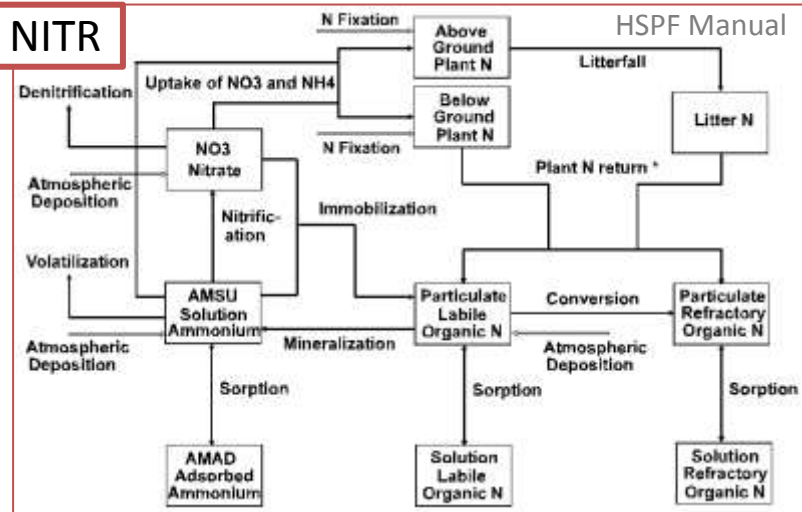 NITR
HSPF Manual
N Fixation
Above
Ground
Plant N
Litterfall
Uptake of NO3 and NH4
Denitrification
Below
Ground
Plant N
Litter N
NO3
Nitrate
N Fixation
Plant N return *
Atmospheric
Deposition
Nitrific-
ation
Immobilization
Volatilization
AMSU
Solution
Ammonium
Particulate
Labile
Organic N
Conversion
Particulate
Refractory
Organic N
Atmospheric
Deposition
Mineralization
Atmospheric
Deposition
Sorption
Sorption
Sorption
AMAD
Adsorbed
Ammonium
Solution
Labile
Organic N
Solution
Refractory
Organic N